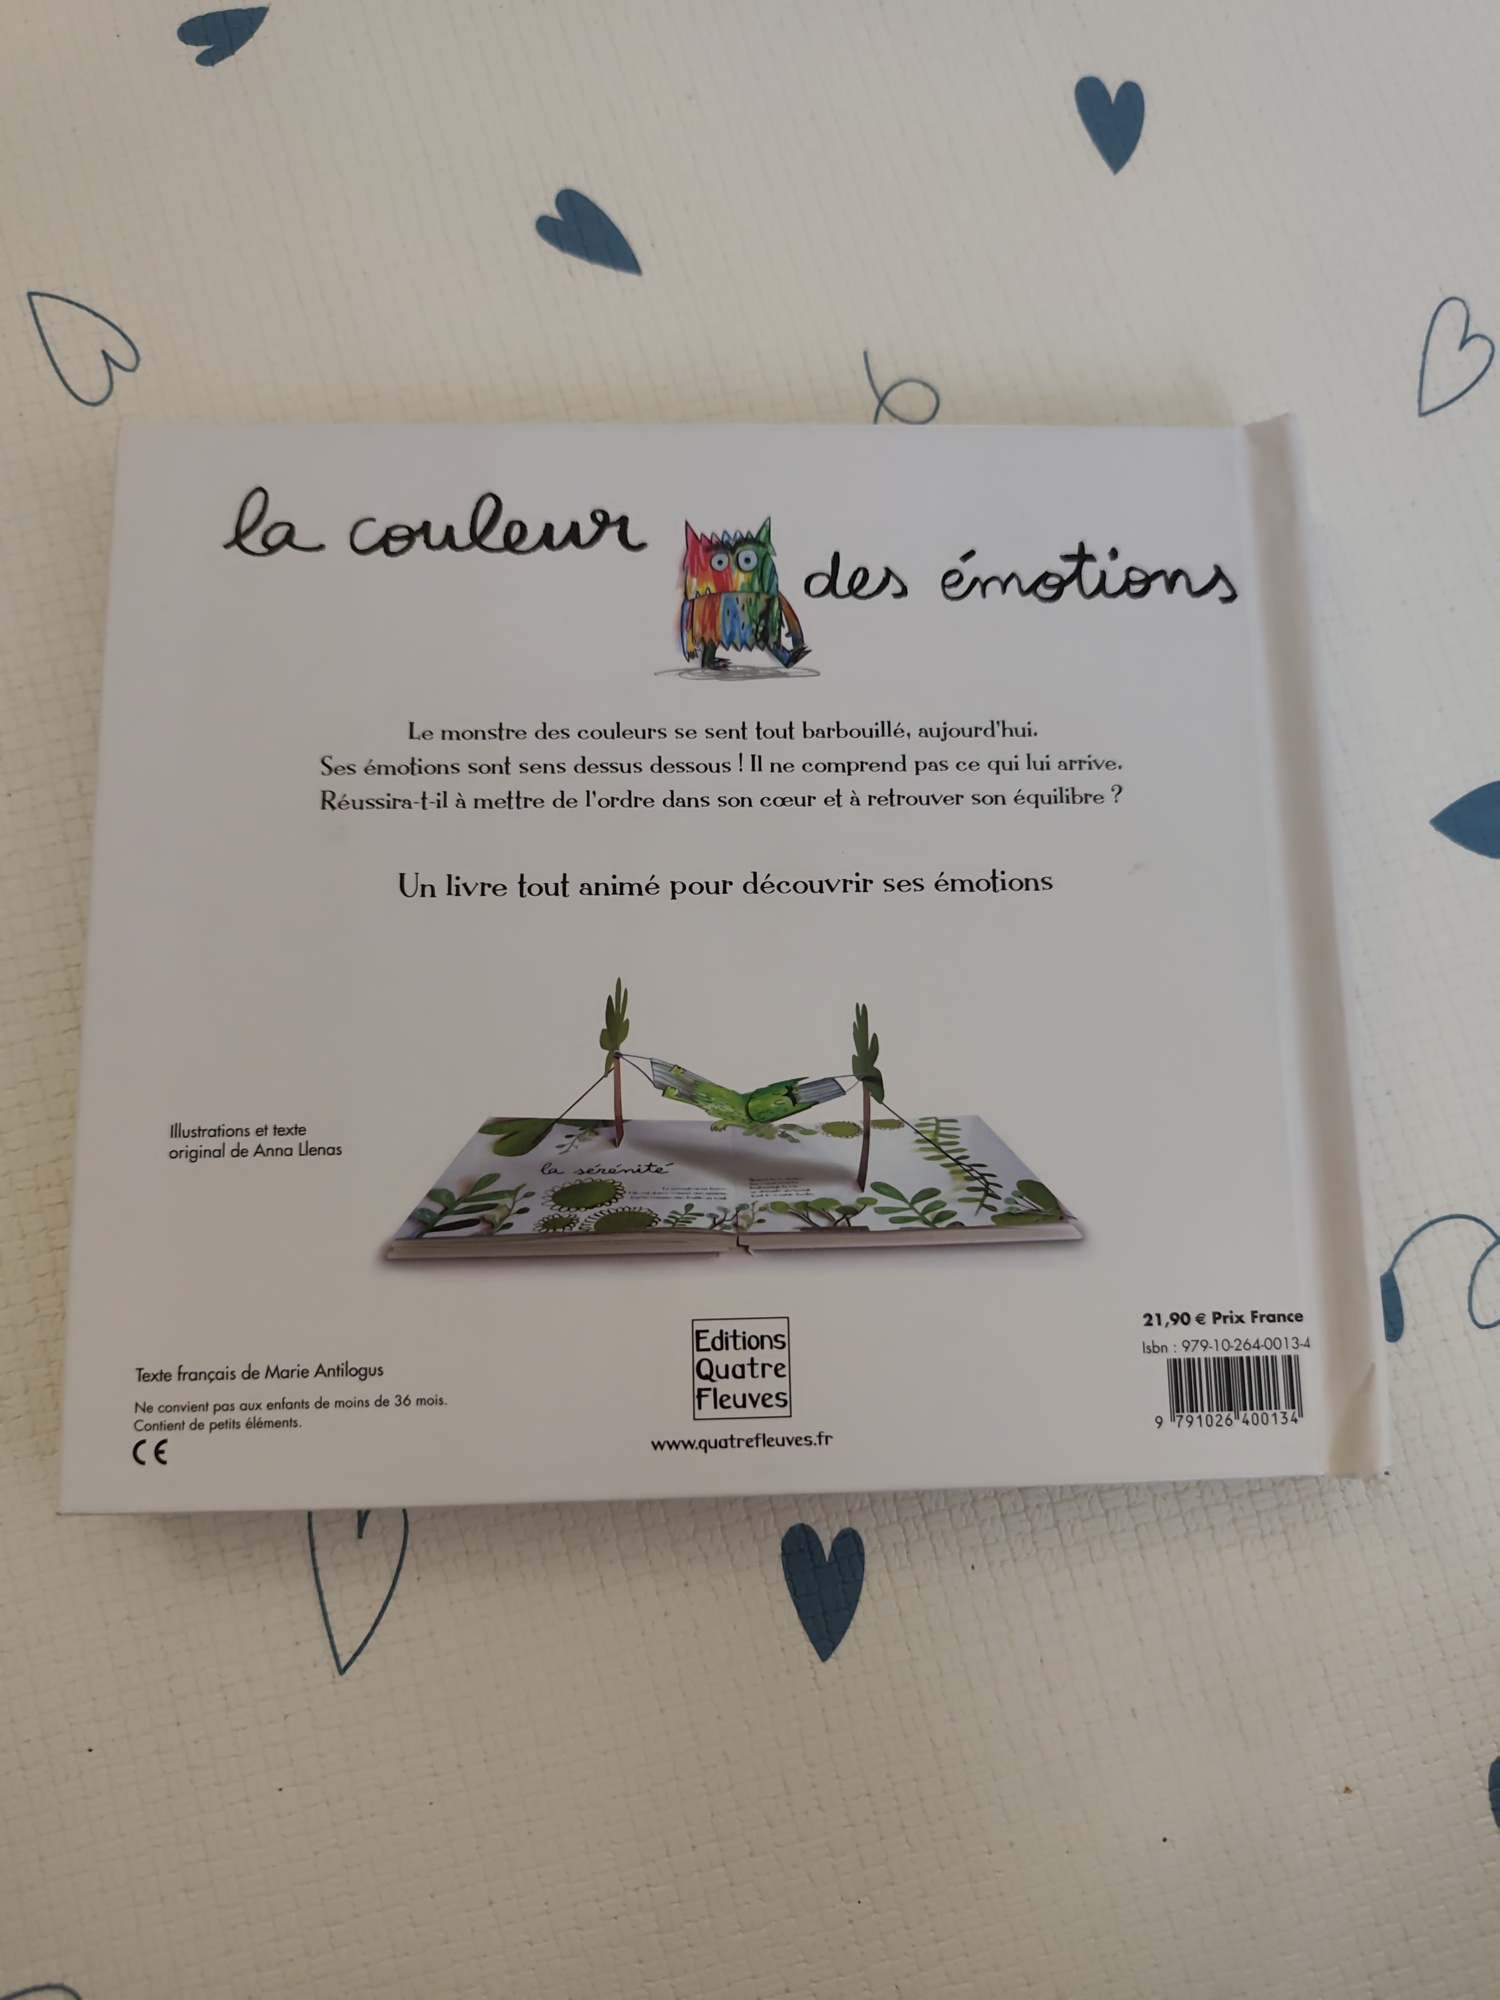 la couleur
des émotions
Le monstre des couleurs se sent tout barbouillé, aujourd'hui.
Ses émotions sont sens dessus dessous ! Il ne comprend pas ce qui lui arrive.
Réussira-t-il à mettre de l'ordre dans son cœur et à retrouver son équilibre ?
Un livre tout animé pour découvrir ses émotions
Illustrations et texte
original de Anna Llenas
la sérénité
Texte français de Marie Antilogus
Ne convient pas aux enfants de moins de 36 mois.
Contient de petits éléments.
CE
Editions
Quatre
Fleuves
www.quatrefleuves.fr
21,90 € Prix France
Isbn : 979-10-264-0013-4
9 791026 400134